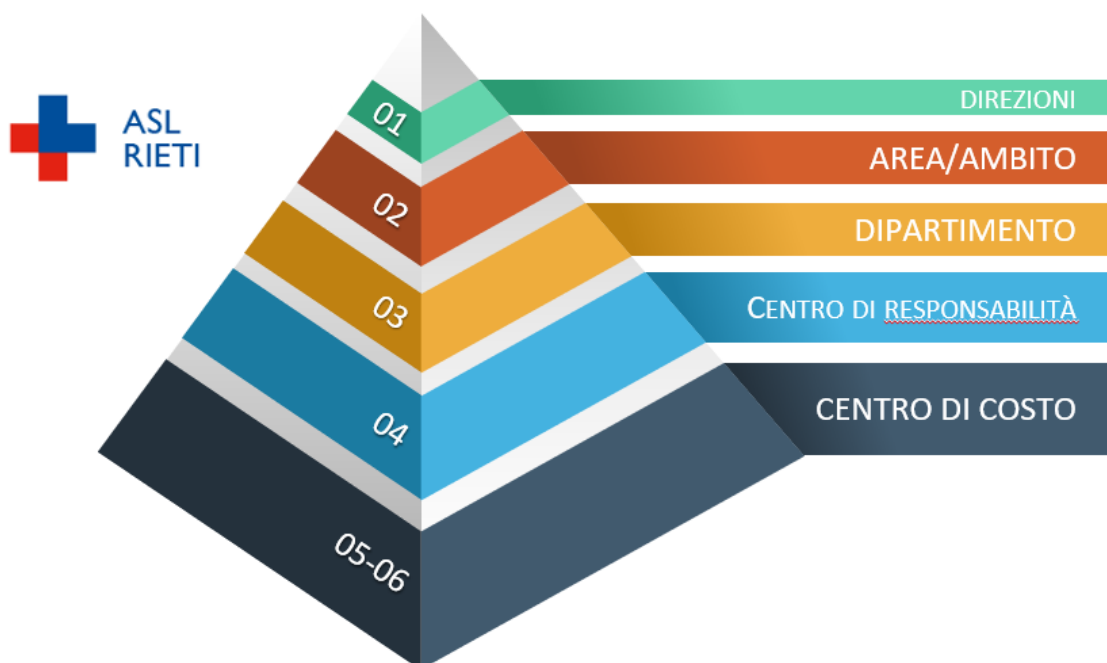 ASL
RIETI
01
DIREZIONI
02
AREA/AMBITO
03
DIPARTIMENTO
04
CENTRO DI RESPONSABILITÀ
05-06
CENTRO DI COSTO